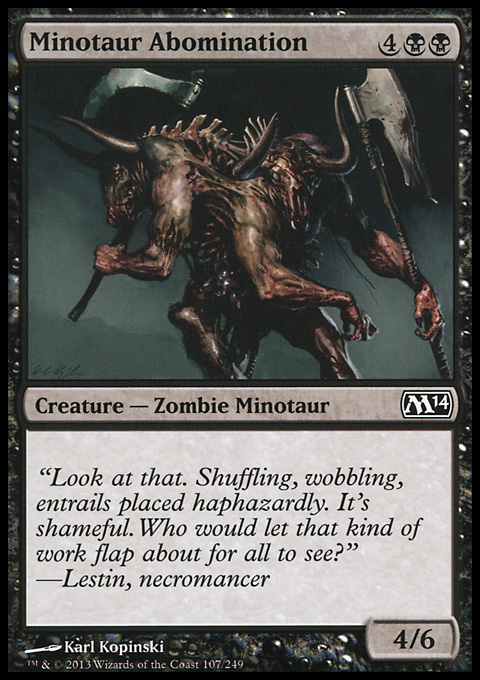 Minotaur Abomination 4
Creature — Zombie Minotaur
M14
“Look at that. Shuffling, wobbling,
entrails placed haphazardly. It’s
shameful. Who would let that kind of
work flap about for all to see?”
—Lestin, necromancer
4/6
Karl Kopinski
™ & © 2013 Wizards of the Coast 107/249